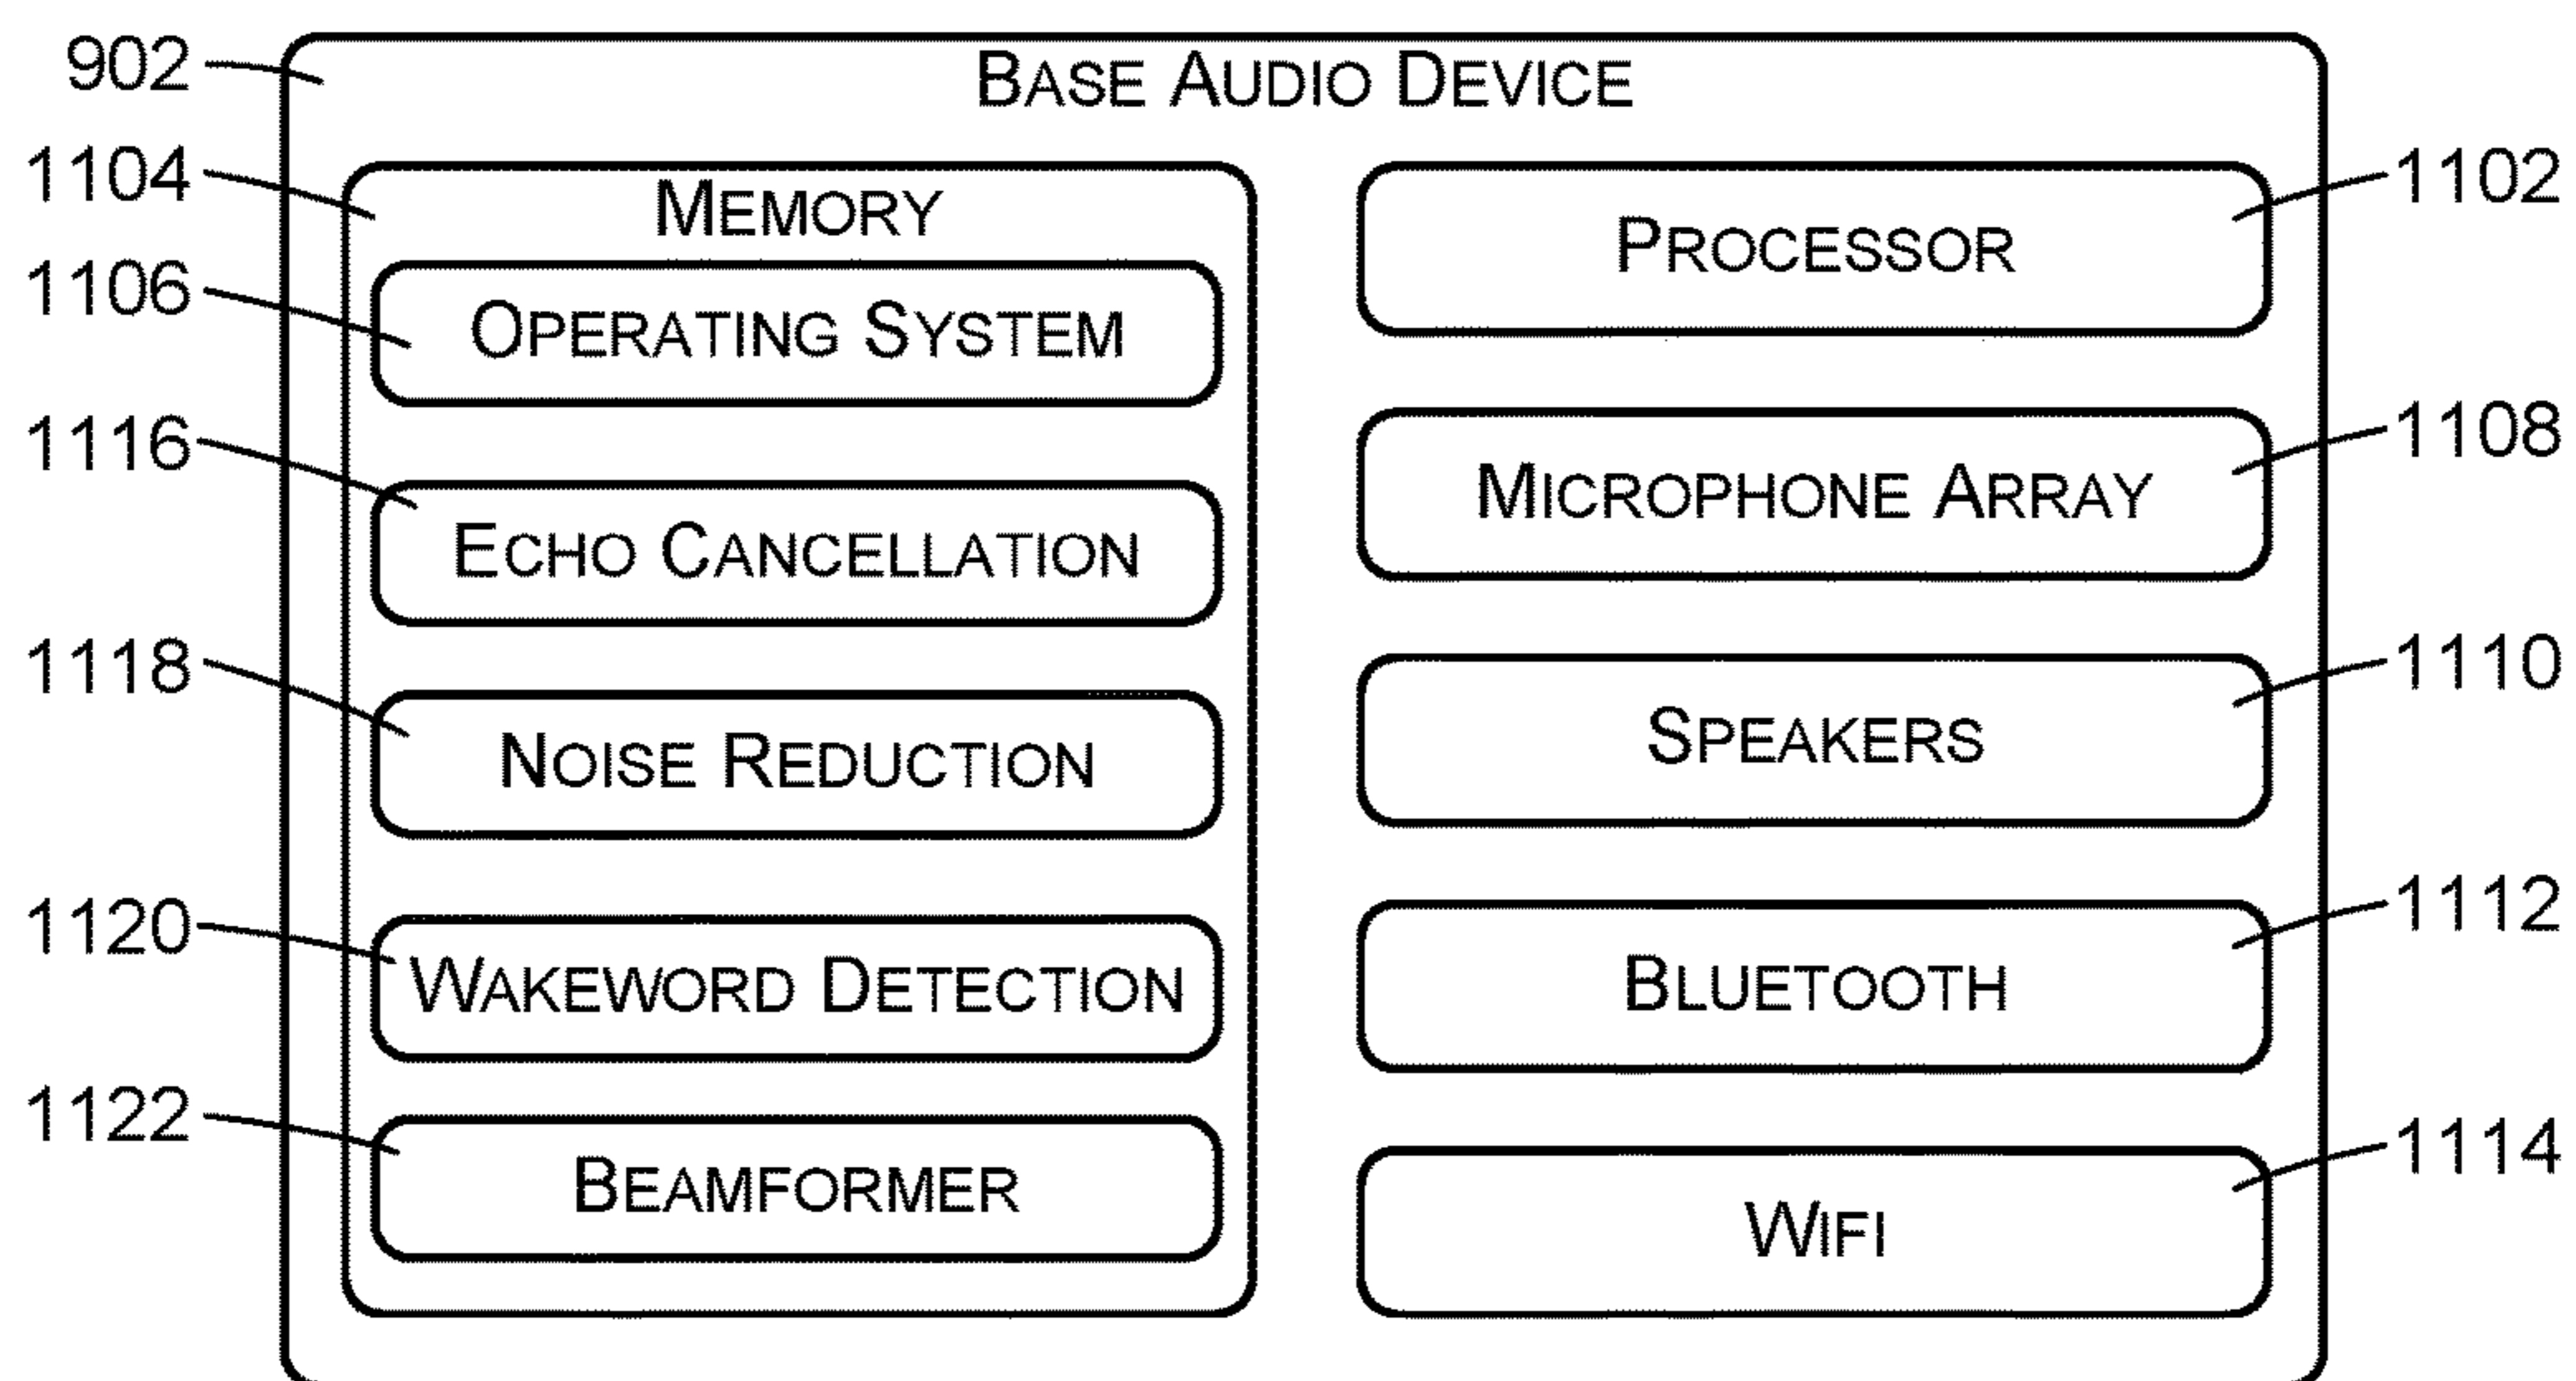 902
BASE AUDIO DEVICE
1104
MEMORY
1106
OPERATING SYSTEM
1116
ECHO CANCELLATION
1118
NOISE REDUCTION
1120
WAKEWORD DETECTION
1122
BEAMFORMER
PROCESSOR
1102
MICROPHONE ARRAY
1108
SPEAKERS
1110
BLUETOOTH
1112
WIFI
1114